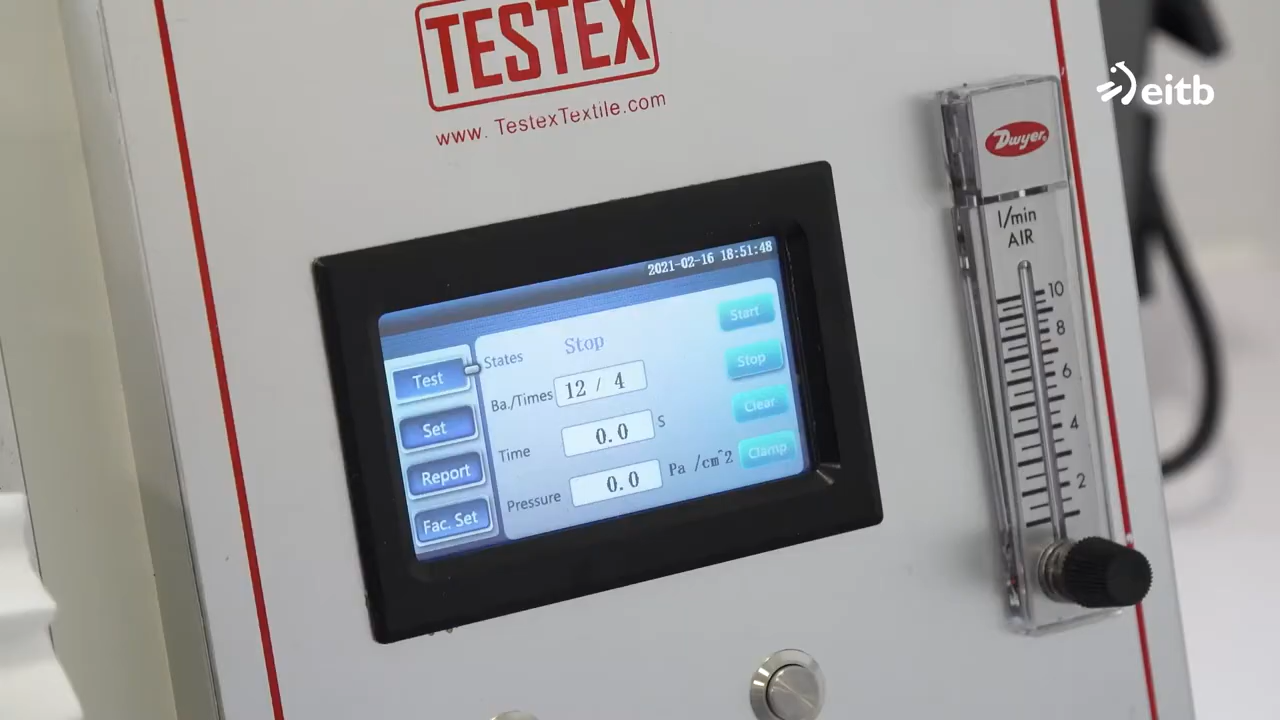 TESTEX
www. TestexTextile.com
eitb
Dwyer
l/min
AIR
10
8
6
4
2
2021-02-16 18:51:48
Test
Set
Report
Fac. Set
States Stop
Ba./Times 12 / 4
Time 0.0 S
Pressure 0.0 Pa /cm^2
Start
Stop
Clear
Clamp